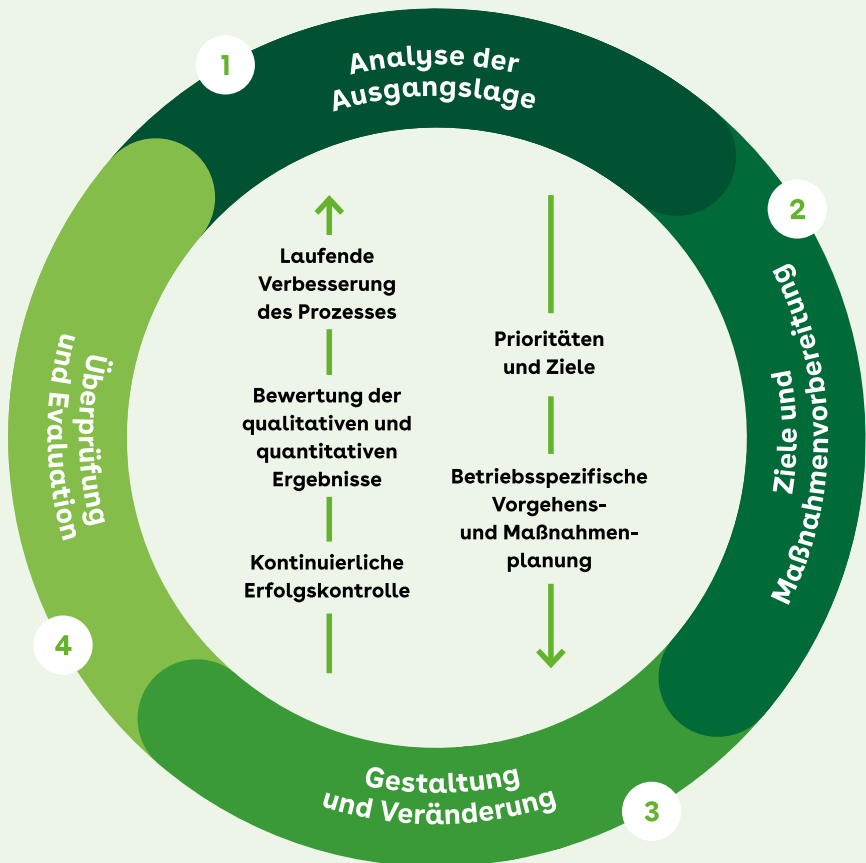 1
Analyse der
Ausgangslage
2
Ziele und
Maßnahmenvorbereitung
3
Gestaltung
und Veränderung
4
Überprüfung
und Evaluation
Laufende
Verbesserung
des Prozesses
Bewertung der
qualitativen und
quantitativen
Ergebnisse
Kontinuierliche
Erfolgskontrolle
Prioritäten
und Ziele
Betriebsspezifische
Vorgehens-
und Maßnahmen-
planung